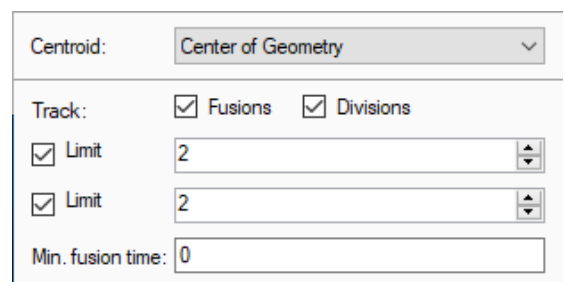 Centroid: Center of Geometry
Track: Fusions Divisions
Limit 2
Limit 2
Min. fusion time: 0